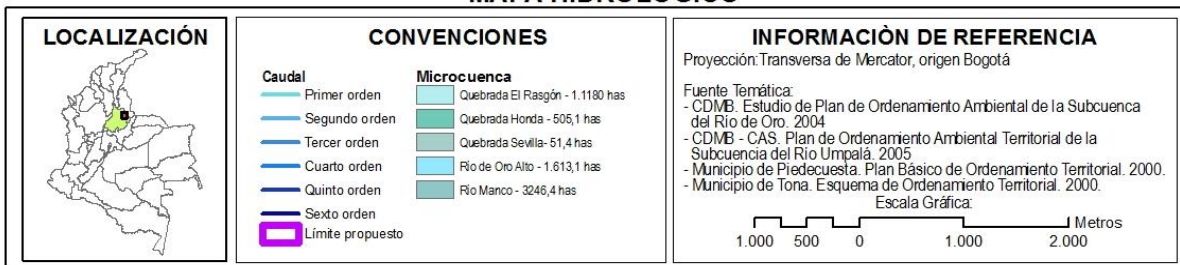 MAPA HIDROLÓGICO
LOCALIZACIÓN
CONVENCIONES
Caudal
Primer orden
Segundo orden
Tercer orden
Cuarto orden
Quinto orden
Sexto orden
Límite propuesto
Microcuenca
Quebrada El Rasgón - 1.1180 has
Quebrada Honda - 505,1 has
Quebrada Sevilla- 51,4 has
Río de Oro Alto - 1.613,1 has
Río Manco - 3246,4 has
INFORMACIÒN DE REFERENCIA
Proyección:Transversa de Mercator, origen Bogotá
Fuente Temática:
- CDMB. Estudio de Plan de Ordenamiento Ambiental de la Subcuenca
del Río de Oro. 2004
- CDMB - CAS. Plan de Ordenamiento Ambiental Territorial de la
Subcuencia del Río Umpalá. 2005
- Municipio de Piedecuesta. Plan Básico de Ordenamiento Territorial. 2000.
- Municipio de Tona. Esquema de Ordenamiento Territorial. 2000.
Escala Gráfica:
Metros
1.000 500 0 1.000 2.000